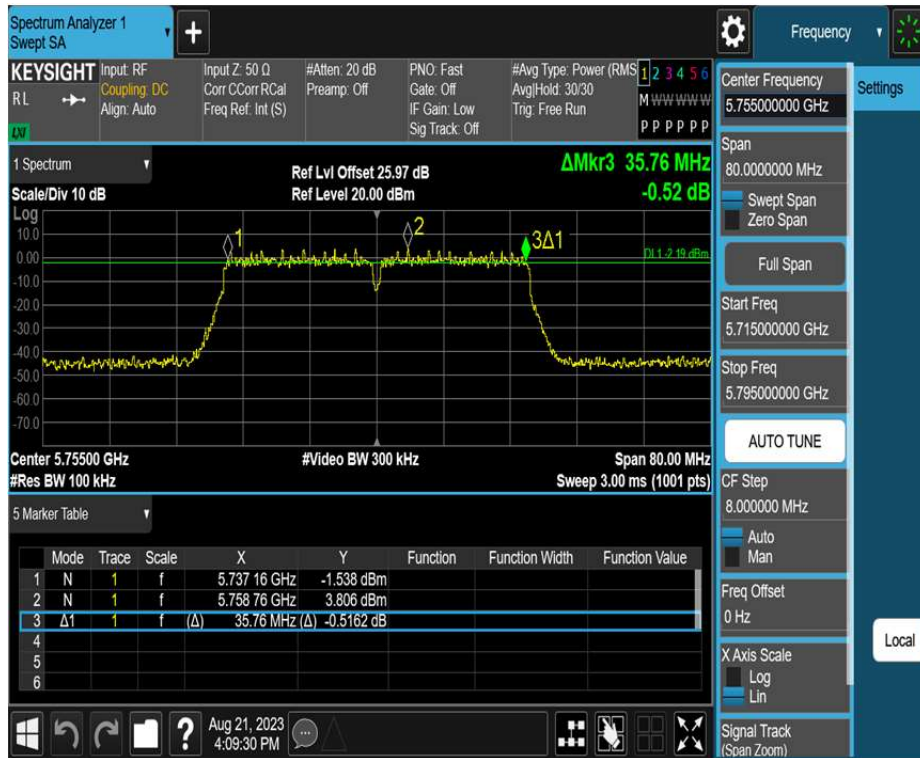 Spectrum Analyzer 1
Swept SA
+
Frequency
KEYSIGHT
RL
LXI
Input: RF
Coupling: DC
Align: Auto
Input Z: 50 Ω
Corr CCorr RCal
Freq Ref: Int (S)
#Atten: 20 dB
Preamp: Off
PNO: Fast
Gate: Off
IF Gain: Low
Sig Track: Off
#Avg Type: Power (RMS
Avg|Hold: 30/30
Trig: Free Run
1 2 3 4 5 6
M W W W W W
P P P P P P
Center Frequency
5.755000000 GHz
Settings
1 Spectrum
Scale/Div 10 dB
Ref Lvl Offset 25.97 dB
Ref Level 20.00 dBm
ΔMkr3 35.76 MHz
-0.52 dB
Log
10.0
0.00
-10.0
-20.0
-30.0
-40.0
-50.0
-60.0
-70.0
1
2
3Δ1
DL1 -2.19 dBm
Center 5.75500 GHz
#Res BW 100 kHz
#Video BW 300 kHz
Span 80.00 MHz
Sweep 3.00 ms (1001 pts)
Span
80.0000000 MHz
Swept Span
Zero Span
Full Span
Start Freq
5.715000000 GHz
Stop Freq
5.795000000 GHz
AUTO TUNE
CF Step
8.000000 MHz
Auto
Man
Freq Offset
0 Hz
X Axis Scale
Log
Lin
Signal Track
(Span Zoom)
Local
5 Marker Table
Mode Trace Scale X Y Function Function Width Function Value
1 N 1 f 5.737 16 GHz -1.538 dBm
2 N 1 f 5.758 76 GHz 3.806 dBm
3 Δ1 1 f (Δ) 35.76 MHz (Δ) -0.5162 dB
4
5
6
?
Aug 21, 2023
4:09:30 PM